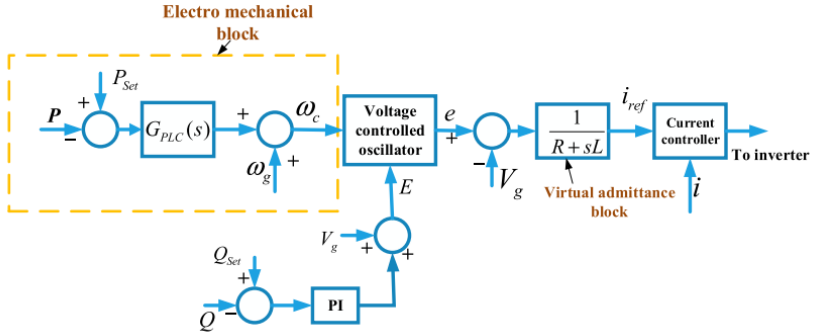 Electro mechanical
block
P_Set
P
+
−
G_PLC(s)
+
+
ω_c
ω_g
Voltage
controlled
oscillator
e
+
−
V_g
1
R + sL
i_ref
Current
controller
To inverter
i
Virtual admittance
block
E
V_g
+
+
Q_Set
+
−
Q
PI